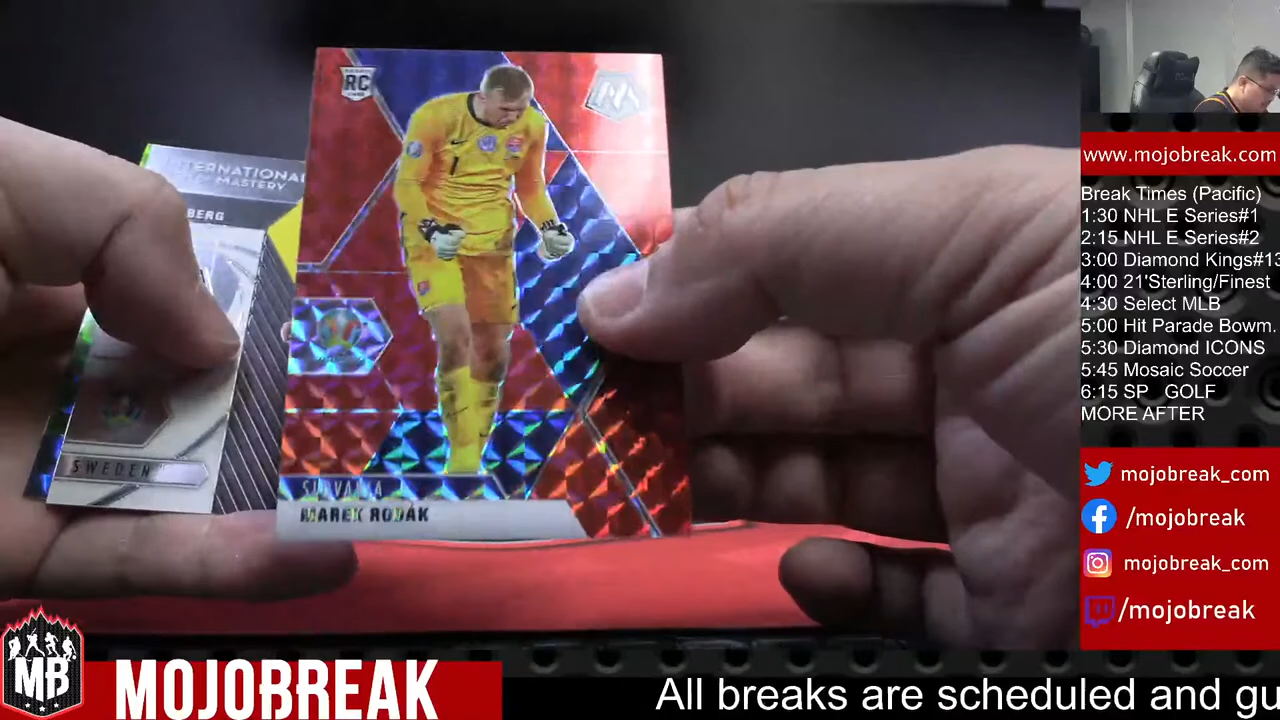 RC
INTERNATIONAL
MASTERY
BERG
1
SWEDEN
SLOVAKIA
MAREK RODÁK
www.mojobreak.com
Break Times (Pacific)
1:30 NHL E Series#1
2:15 NHL E Series#2
3:00 Diamond Kings#13
4:00 21'Sterling/Finest
4:30 Select MLB
5:00 Hit Parade Bowm.
5:30 Diamond ICONS
5:45 Mosaic Soccer
6:15 SP GOLF
MORE AFTER
mojobreak_com
/mojobreak
mojobreak_com
/mojobreak
MB
MOJOBREAK
All breaks are scheduled and gu